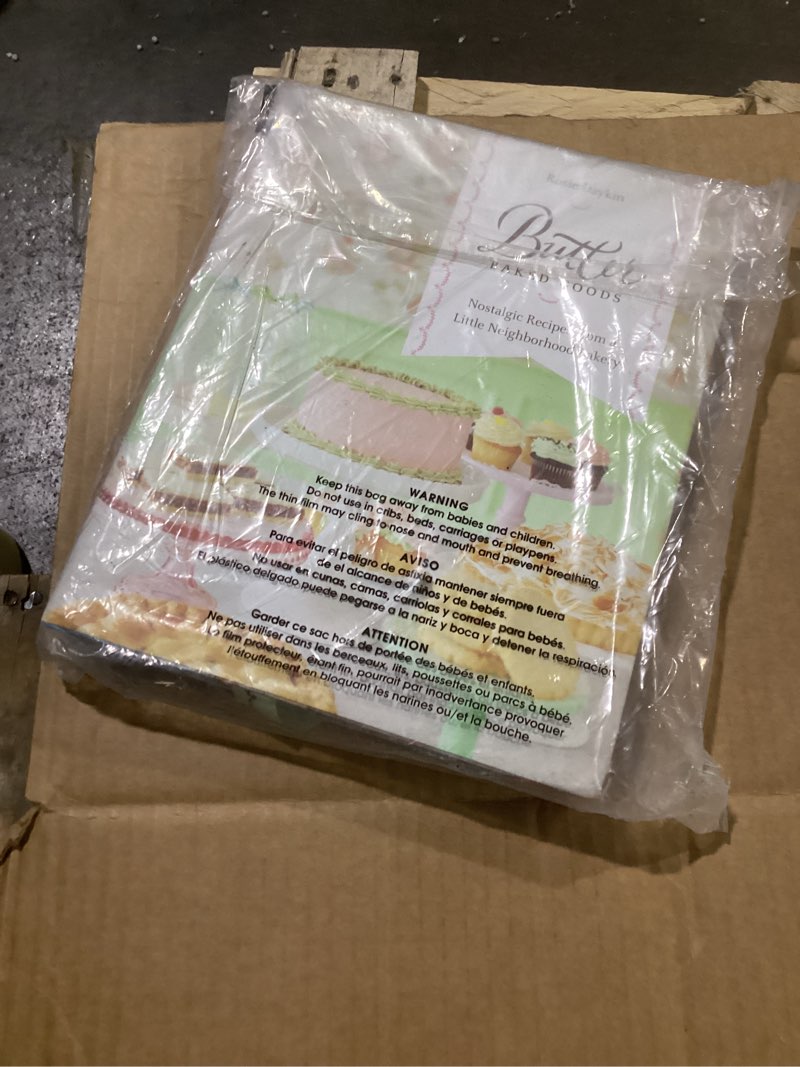 Rosie Daykin
Butter
BAKED GOODS
Nostalgic Recipes from a
Little Neighborhood Bakery
WARNING
Keep this bag away from babies and children.
Do not use in cribs, beds, carriages or playpens.
The thin film may cling to nose and mouth and prevent breathing.
AVISO
Para evitar el peligro de asfixia mantener siempre fuera
de el alcance de niños y de bebés.
No usar en cunas, camas, carriolas y corrales para bebés.
El plástico delgado puede pegarse a la nariz y boca y detener la respiración.
ATTENTION
Garder ce sac hors de portée des bébés et enfants.
Ne pas utiliser dans les berceaux, lits, poussettes ou parcs à bébé.
Le film protecteur, étant fin, pourrait par inadvertance provoquer
l'étouffement en bloquant les narines ou/et la bouche.